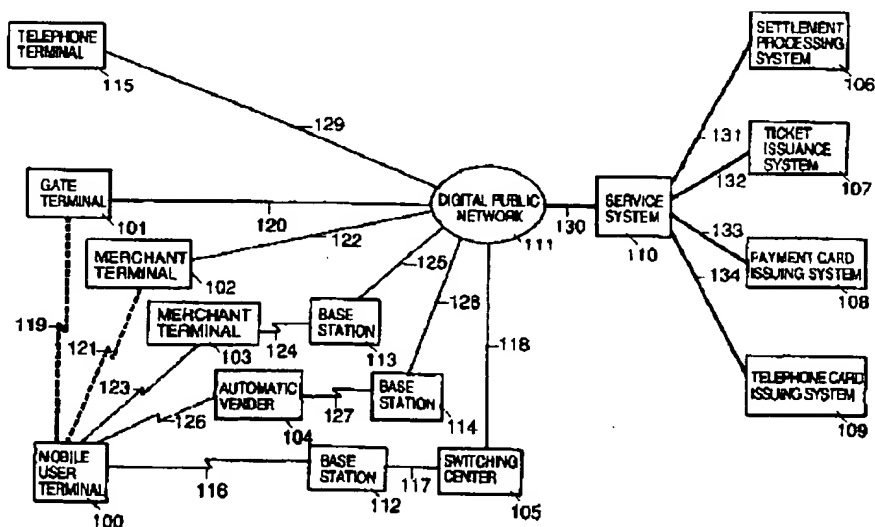 TELEPHONE
TERMINAL
115
129
SETTLEMENT
PROCESSING
SYSTEM
106
131
TICKET
ISSUANCE
SYSTEM
107
132
GATE
TERMINAL
101
120
DIGITAL PUBLIC
NETWORK
111
130
SERVICE
SYSTEM
110
133
134
PAYMENT CARD
ISSUING SYSTEM
108
MERCHANT
TERMINAL
102
122
125
128
118
119
121
MERCHANT
TERMINAL
103
124
BASE
STATION
113
123
126
AUTOMATIC
VENDER
104
127
BASE
STATION
114
TELEPHONE CARD
ISSUING SYSTEM
109
MOBILE
USER
TERMINAL
100
116
BASE
STATION
112
117
SWITCHING
CENTER
105